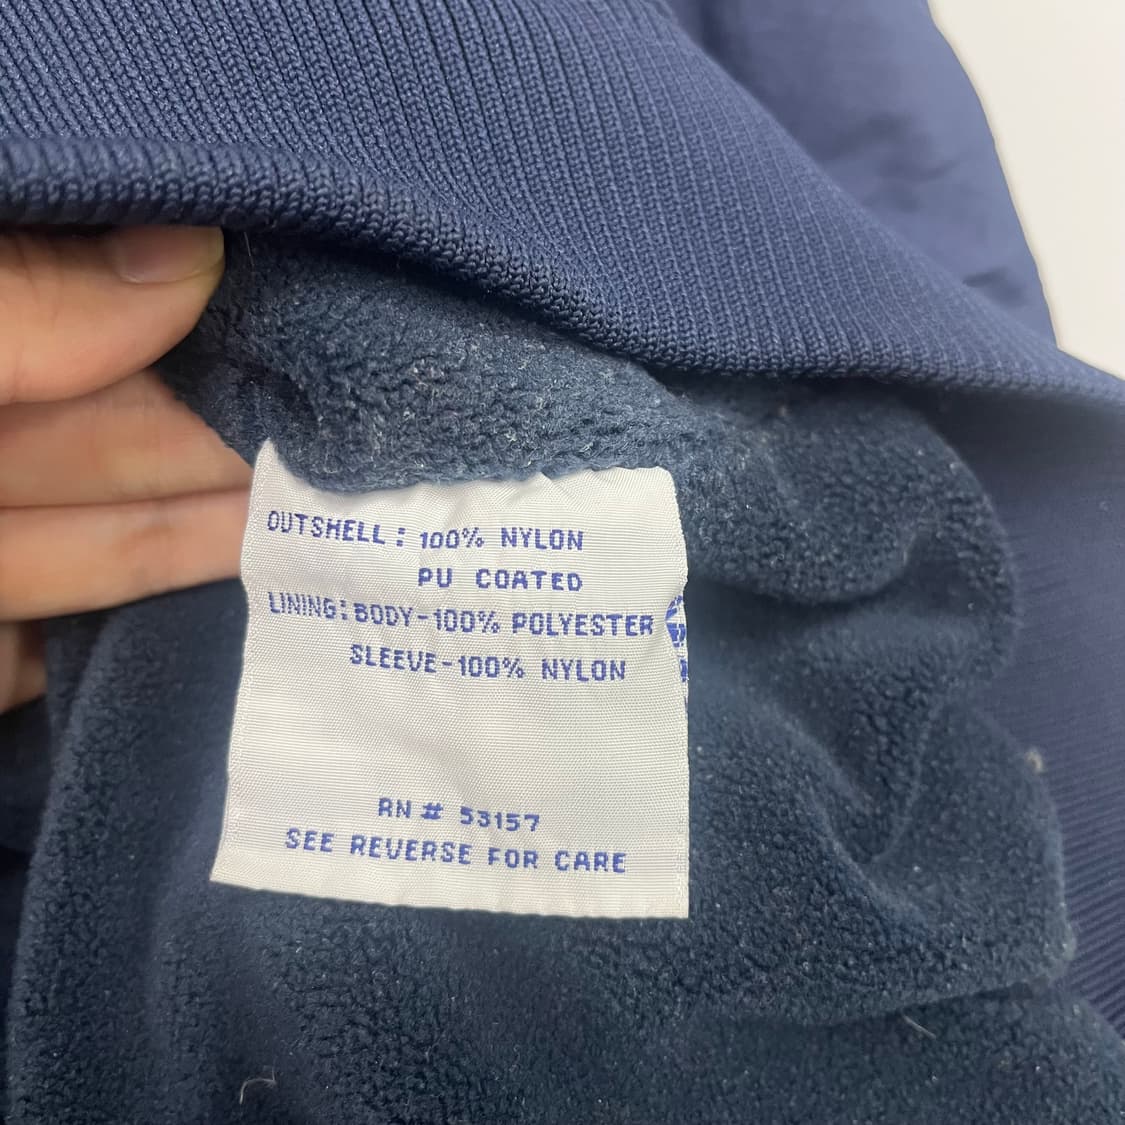 OUTSHELL: 100% NYLON
PU COATED
LINING: BODY-100% POLYESTER
SLEEVE-100% NYLON
RN # 53157
SEE REVERSE FOR CARE